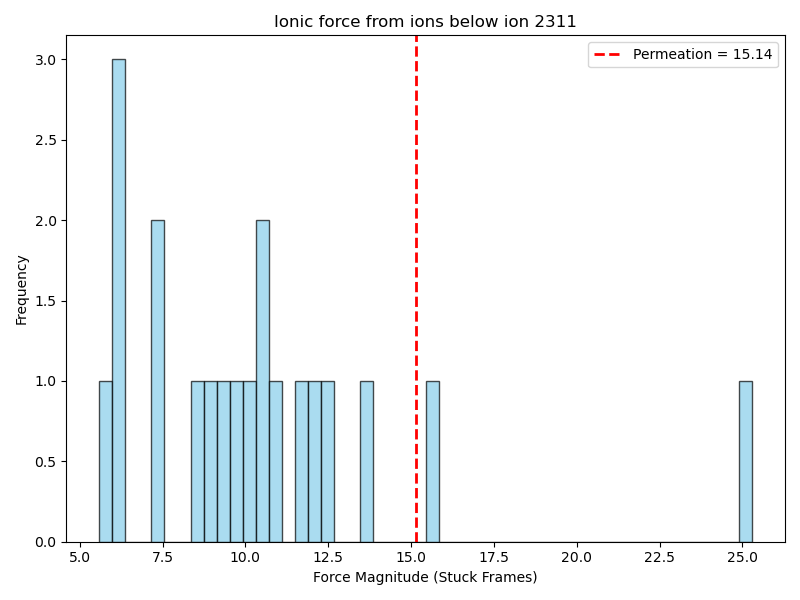 Ionic force from ions below ion 2311
Permeation = 15.14
3.0
2.5
2.0
1.5
1.0
0.5
0.0
Frequency
5.0 7.5 10.0 12.5 15.0 17.5 20.0 22.5 25.0
Force Magnitude (Stuck Frames)